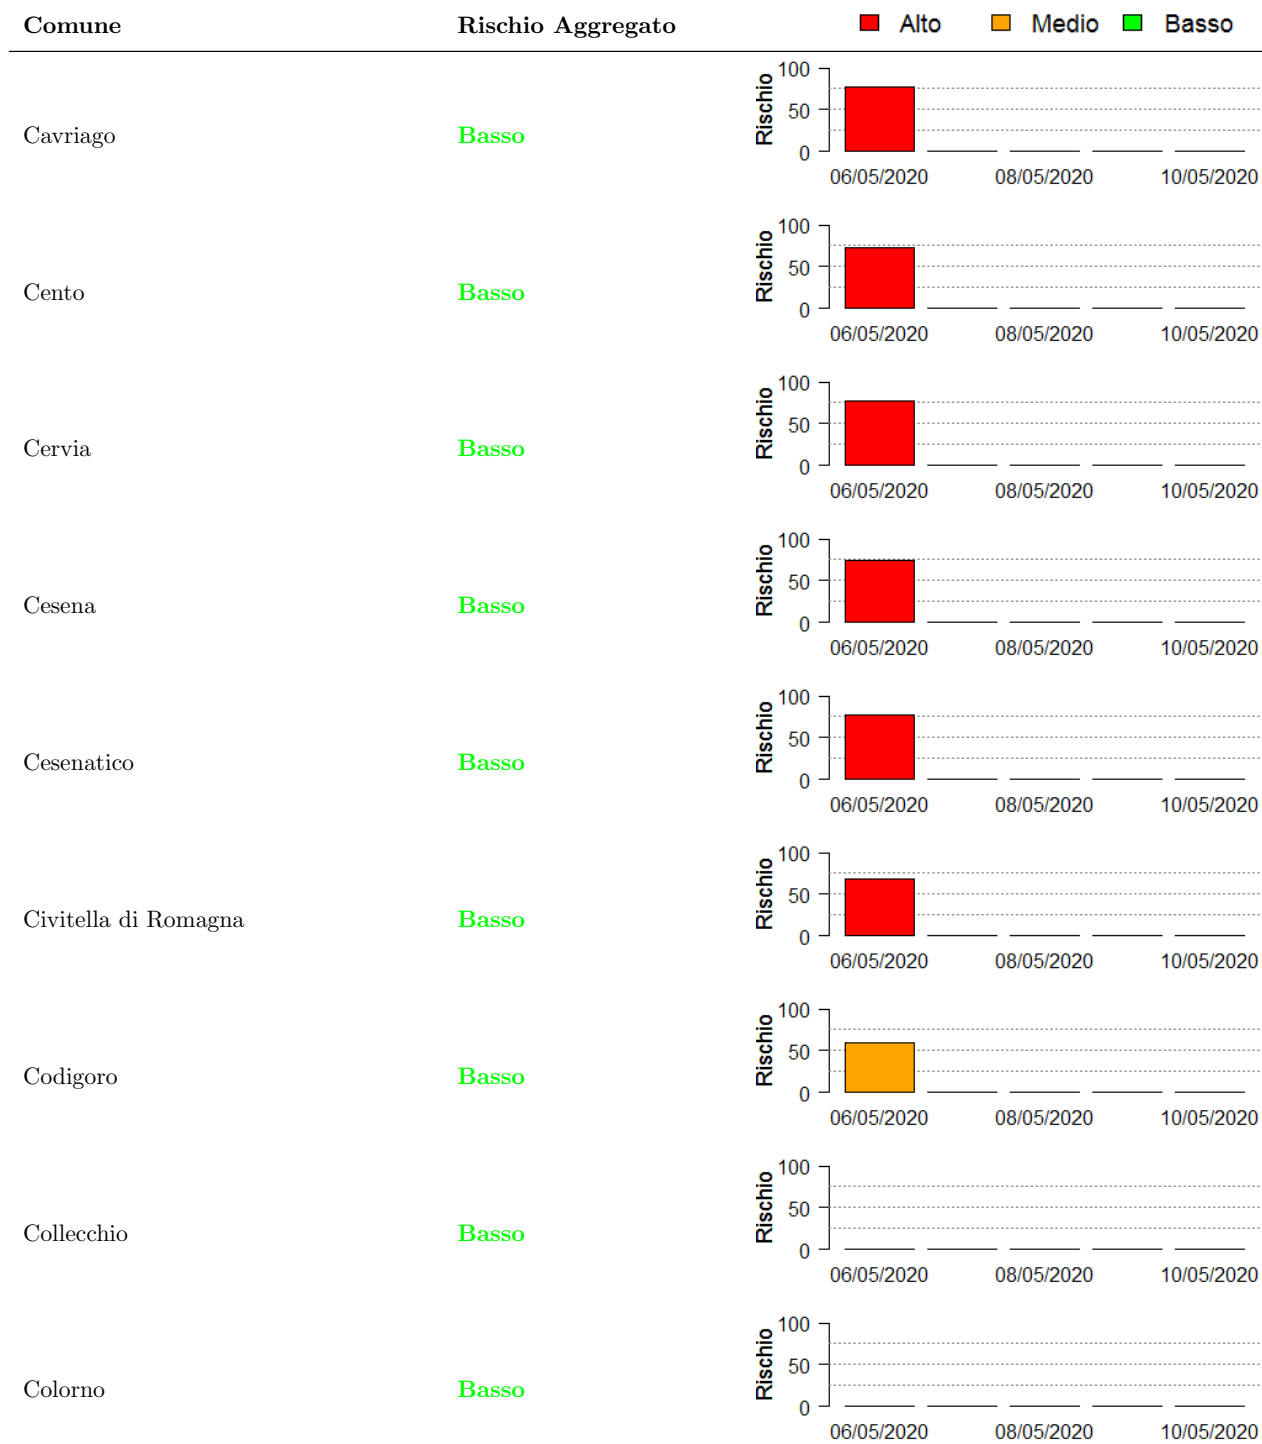 Comune Rischio Aggregato Alto Medio Basso
100
50
0
Rischio
Cavriago Basso
06/05/2020 08/05/2020 10/05/2020
100
50
0
Rischio
Cento Basso
06/05/2020 08/05/2020 10/05/2020
100
50
0
Rischio
Cervia Basso
06/05/2020 08/05/2020 10/05/2020
100
50
0
Rischio
Cesena Basso
06/05/2020 08/05/2020 10/05/2020
100
50
0
Rischio
Cesenatico Basso
06/05/2020 08/05/2020 10/05/2020
100
50
0
Rischio
Civitella di Romagna Basso
06/05/2020 08/05/2020 10/05/2020
100
50
0
Rischio
Codigoro Basso
06/05/2020 08/05/2020 10/05/2020
100
50
0
Rischio
Collecchio Basso
06/05/2020 08/05/2020 10/05/2020
100
50
0
Rischio
Colorno Basso
06/05/2020 08/05/2020 10/05/2020